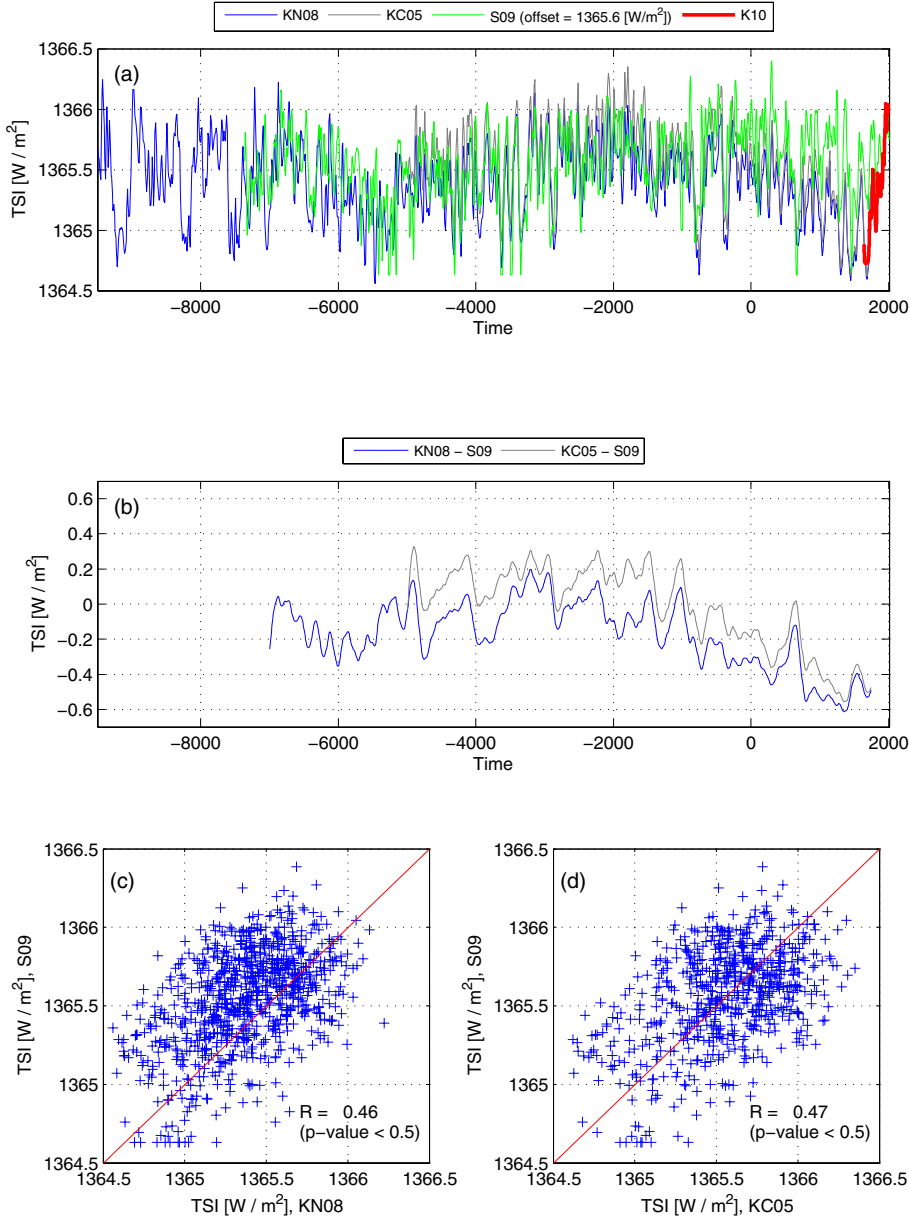 KN08 KC05 S09 (offset = 1365.6 [W/m²]) K10
(a)
1366.5
1366
1365.5
1365
1364.5
TSI [W / m²]
−8000 −6000 −4000 −2000 0 2000
Time
KN08 − S09 KC05 − S09
(b)
0.6
0.4
0.2
0
−0.2
−0.4
−0.6
TSI [W / m²]
−8000 −6000 −4000 −2000 0 2000
Time
(c)
1366.5
1366
1365.5
1365
1364.5
TSI [W / m²], S09
R = 0.46
(p−value < 0.5)
1364.5 1365 1365.5 1366 1366.5
TSI [W / m²], KN08
(d)
1366.5
1366
1365.5
1365
1364.5
TSI [W / m²], S09
R = 0.47
(p−value < 0.5)
1364.5 1365 1365.5 1366 1366.5
TSI [W / m²], KC05